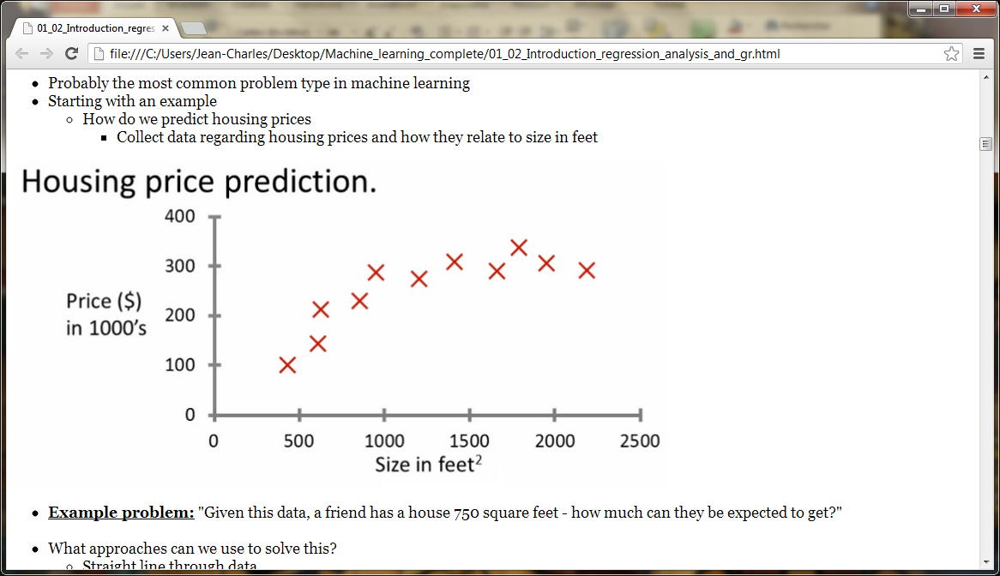 01_02_Introduction_regres
file:///C:/Users/Jean-Charles/Desktop/Machine_learning_complete/01_02_Introduction_regression_analysis_and_gr.html
Probably the most common problem type in machine learning
Starting with an example
How do we predict housing prices
Collect data regarding housing prices and how they relate to size in feet
Housing price prediction.
400
300
Price ($)
in 1000's
200
100
0
0 500 1000 1500 2000 2500
Size in feet²
Example problem: "Given this data, a friend has a house 750 square feet - how much can they be expected to get?"
What approaches can we use to solve this?
Straight line through data